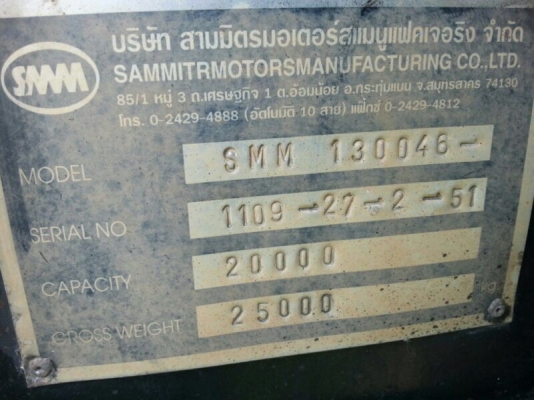 SMM
บริษัท สามมิตรมอเตอร์สแมนูแฟคเจอริง จำกัด
SAMMITRMOTORSMANUFACTURING CO.,LTD.
85/1 หมู่ 3 ถ.เศรษฐกิจ 1 ต.อ้อมน้อย อ.กระทุ่มแบน จ.สมุทรสาคร 74130
โทร. 0-2429-4888 (อัตโนมัติ 10 สาย) แฟ็กซ์ 0-2429-4812
MODEL SMM 130046-
SERIAL NO 1109-27-2-51
CAPACITY 20000
GROSS WEIGHT 25000 KG